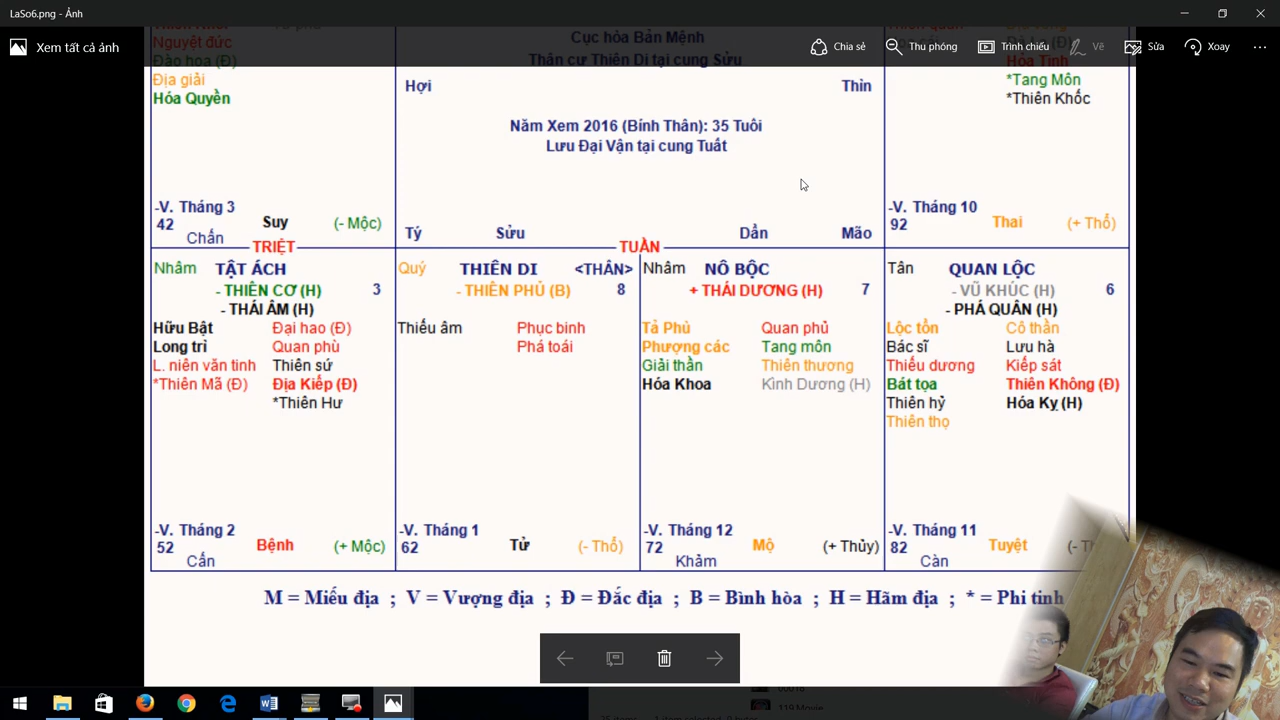 LaSo6.png - Ảnh
Xem tất cả ảnh
Chia sẻ
Thu phóng
Trình chiếu
Vẽ
Sửa
Xoay
Nguyệt đức
Đào hoa (Đ)
Địa giải
Hóa Quyền
-V. Tháng 3
42
Suy
(- Mộc)
Chấn
Cục hòa Bản Mệnh
Thân cư Thiên Di tại cung Sửu
Hợi
Thìn
Năm Xem 2016 (Bính Thân): 35 Tuổi
Lưu Đại Vận tại cung Tuất
Tý
Sửu
Dần
Mão
Hỏa Tinh
*Tang Môn
*Thiên Khốc
-V. Tháng 10
92
Thai
(+ Thổ)
TRIỆT
TUẦN
Nhâm
TẬT ÁCH
- THIÊN CƠ (H)
3
- THÁI ÂM (H)
Hữu Bật
Long trì
L. niên văn tinh
*Thiên Mã (Đ)
Đại hao (Đ)
Quan phù
Thiên sứ
Địa Kiếp (Đ)
*Thiên Hư
-V. Tháng 2
52
Bệnh
(+ Mộc)
Cấn
Quý
THIÊN DI
<THÂN>
- THIÊN PHỦ (B)
8
Thiếu âm
Phục binh
Phá toái
-V. Tháng 1
62
Tử
(- Thổ)
Nhâm
NÔ BỘC
+ THÁI DƯƠNG (H)
7
Tả Phù
Phượng các
Giải thần
Hóa Khoa
Quan phủ
Tang môn
Thiên thương
Kình Dương (H)
-V. Tháng 12
72
Mộ
(+ Thủy)
Khảm
Tân
QUAN LỘC
- VŨ KHÚC (H)
6
- PHÁ QUÂN (H)
Lộc tồn
Bác sĩ
Thiếu dương
Bát tọa
Thiên hỷ
Thiên thọ
Cô thần
Lưu hà
Kiếp sát
Thiên Không (Đ)
Hóa Kỵ (H)
-V. Tháng 11
82
Tuyệt
Càn
M = Miếu địa ; V = Vượng địa ; Đ = Đắc địa ; B = Bình hòa ; H = Hãm địa ; * = Phi tinh